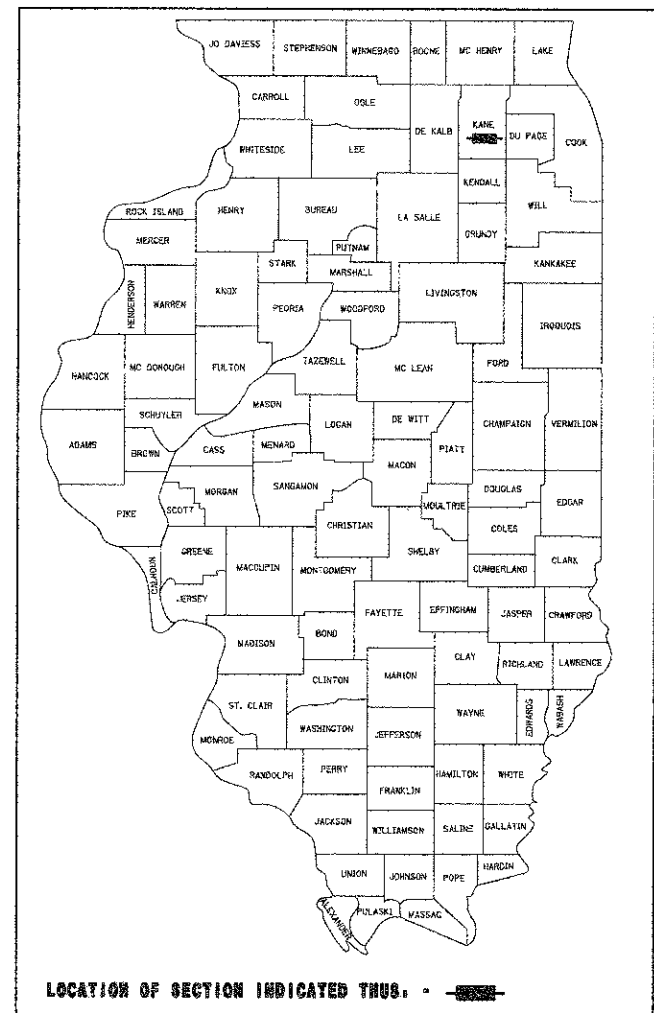 JO DAVIESS STEPHENSON WINNEBAGO BOONE MC HENRY LAKE
CARROLL OGLE DE KALB KANE DU PAGE COOK
WHITESIDE LEE
KENDALL
ROCK ISLAND HENRY BUREAU LA SALLE WILL
MERCER PUTNAM GRUNDY
STARK MARSHALL KANKAKEE
HENDERSON WARREN KNOX PEORIA WOODFORD LIVINGSTON IROQUOIS
HANCOCK MC DONOUGH FULTON TAZEWELL MC LEAN FORD
MASON
SCHUYLER LOGAN DE WITT CHAMPAIGN VERMILION
ADAMS BROWN CASS MENARD PIATT
MACON
PIKE SCOTT MORGAN SANGAMON MOULTRIE DOUGLAS EDGAR
CHRISTIAN COLES
GREENE MACOUPIN MONTGOMERY SHELBY CUMBERLAND CLARK
CALHOUN JERSEY
FAYETTE EFFINGHAM JASPER CRAWFORD
MADISON BOND
CLAY RICHLAND LAWRENCE
CLINTON MARION
ST. CLAIR WAYNE EDWARDS WABASH
MONROE WASHINGTON JEFFERSON
RANDOLPH PERRY HAMILTON WHITE
FRANKLIN
JACKSON WILLIAMSON SALINE GALLATIN
UNION JOHNSON POPE HARDIN
ALEXANDER PULASKI MASSAC
LOCATION OF SECTION INDICATED THUS: -